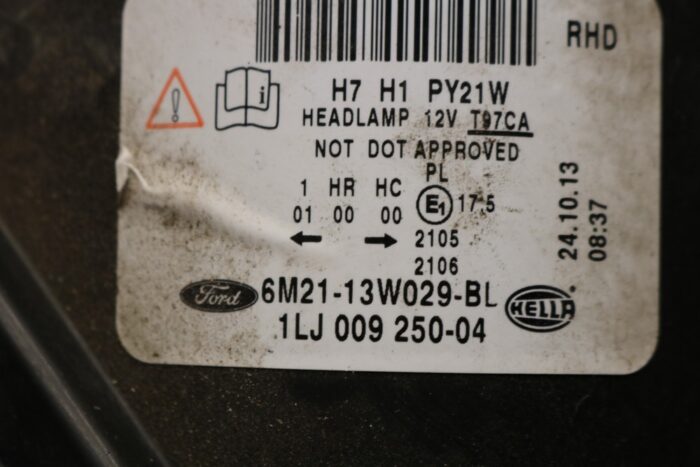 RHD
H7 H1 PY21W
HEADLAMP 12V T97CA
NOT DOT APPROVED
PL
1 HR HC E1 17,5
01 00 00
← → 2105
2106
24.10.13
08:37
Ford 6M21-13W029-BL HELLA
1LJ 009 250-04